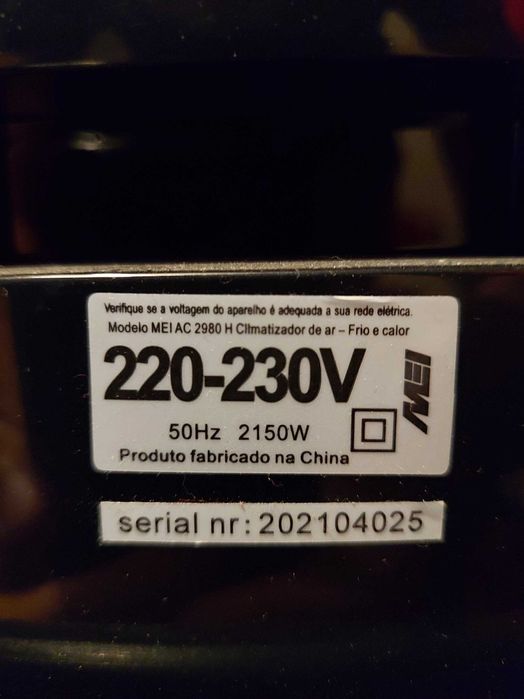 Verifique se a voltagem do aparelho é adequada a sua rede elétrica.
Modelo MEI AC 2980 H Climatizador de ar – Frio e calor
220-230V
MEI
50Hz 2150W
Produto fabricado na China
serial nr: 202104025